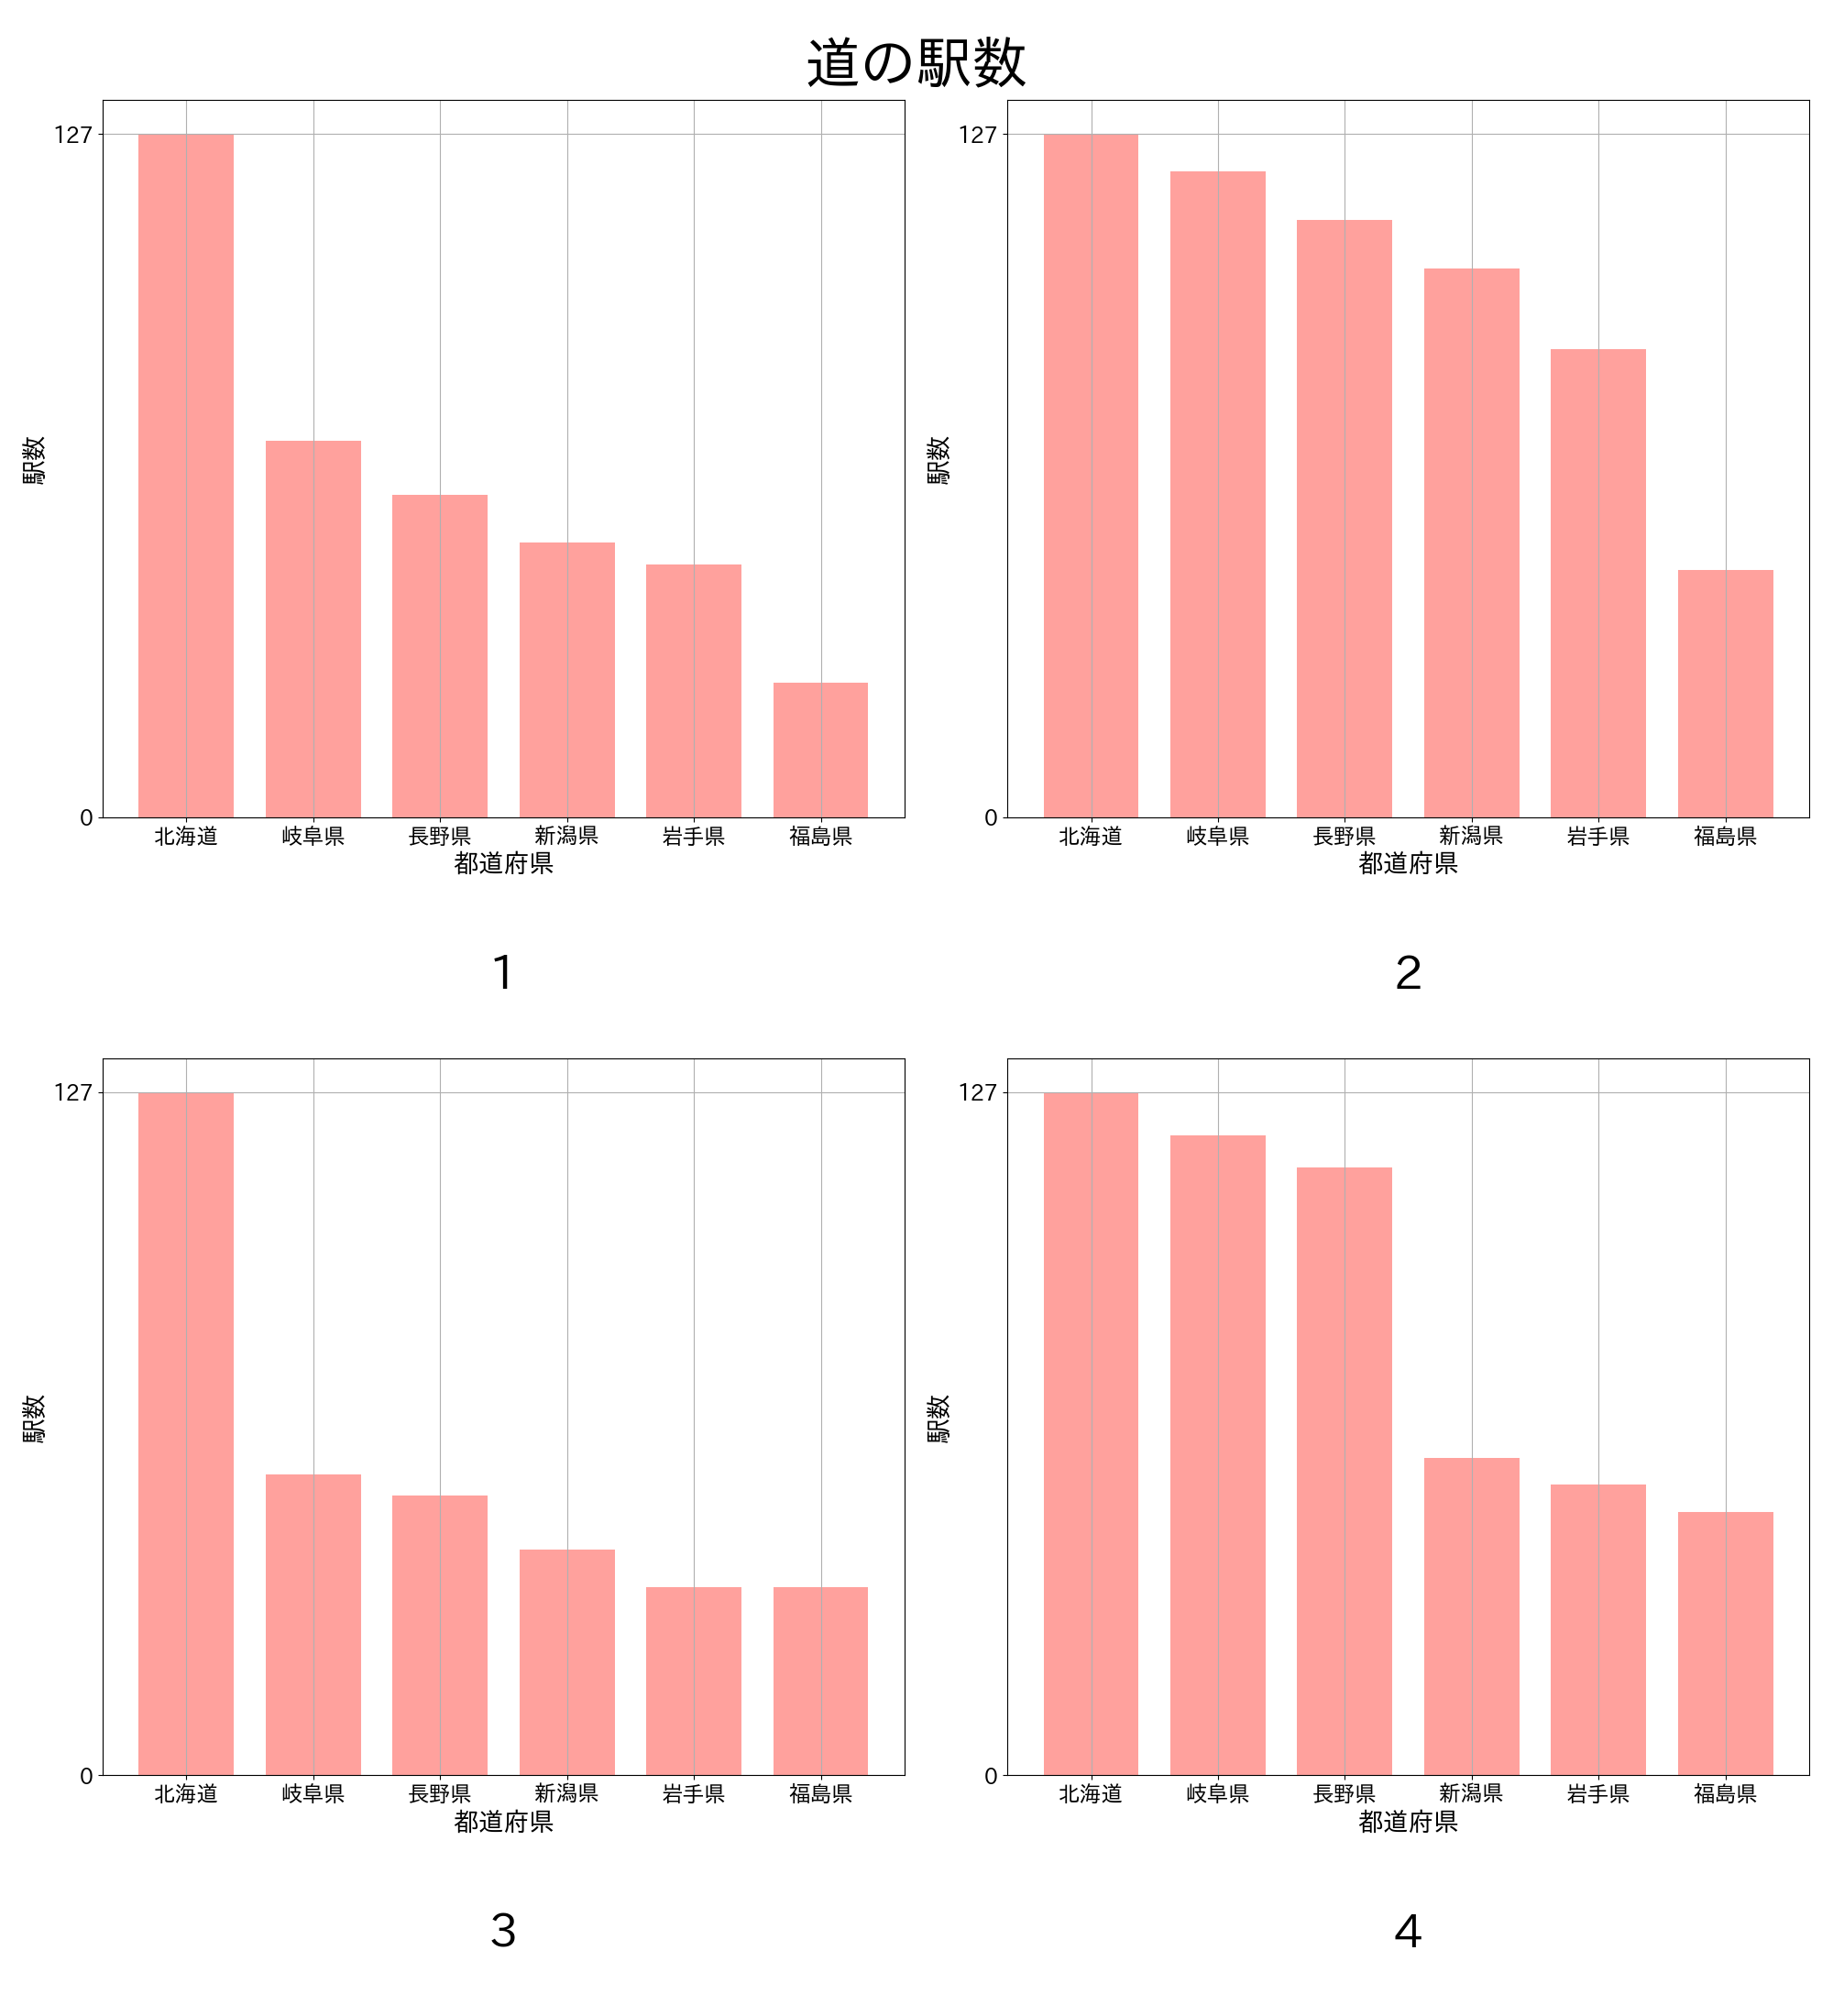 道の駅数
127
0
駅数
北海道 岐阜県 長野県 新潟県 岩手県 福島県
都道府県
1
127
0
駅数
北海道 岐阜県 長野県 新潟県 岩手県 福島県
都道府県
2
127
0
駅数
北海道 岐阜県 長野県 新潟県 岩手県 福島県
都道府県
3
127
0
駅数
北海道 岐阜県 長野県 新潟県 岩手県 福島県
都道府県
4